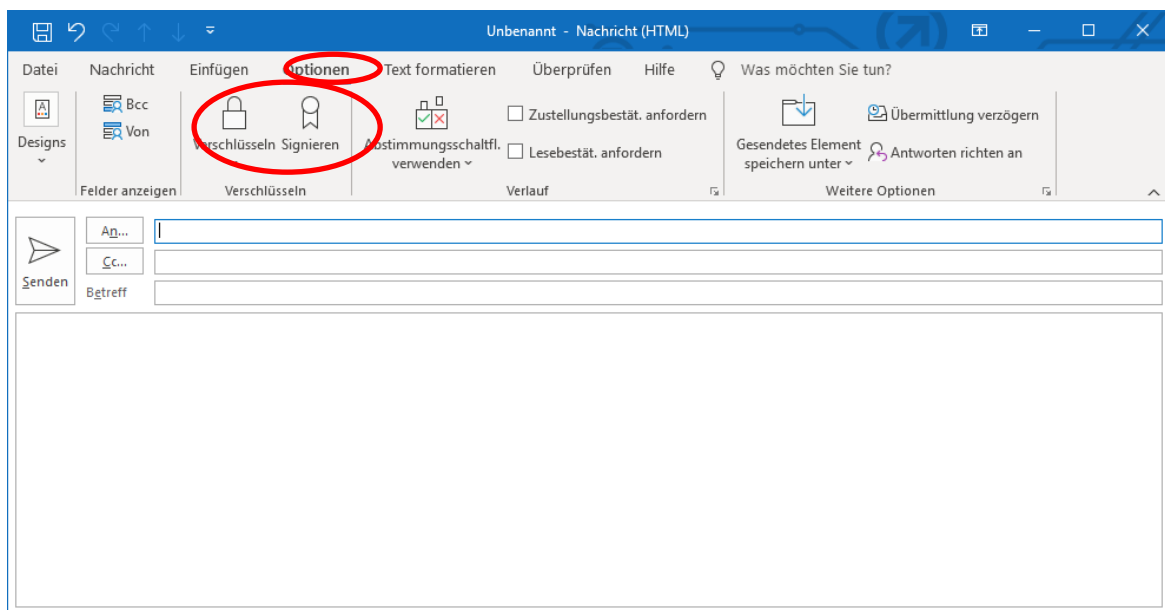 Unbenannt - Nachricht (HTML)
Datei Nachricht Einfügen Optionen Text formatieren Überprüfen Hilfe Was möchten Sie tun?
Designs
Bcc
Von
Felder anzeigen
Verschlüsseln Signieren
Verschlüsseln
Abstimmungsschaltfl.
verwenden
Zustellungsbestät. anfordern
Lesebestät. anfordern
Verlauf
Gesendetes Element
speichern unter
Übermittlung verzögern
Antworten richten an
Weitere Optionen
Senden
An...
Cc...
Betreff